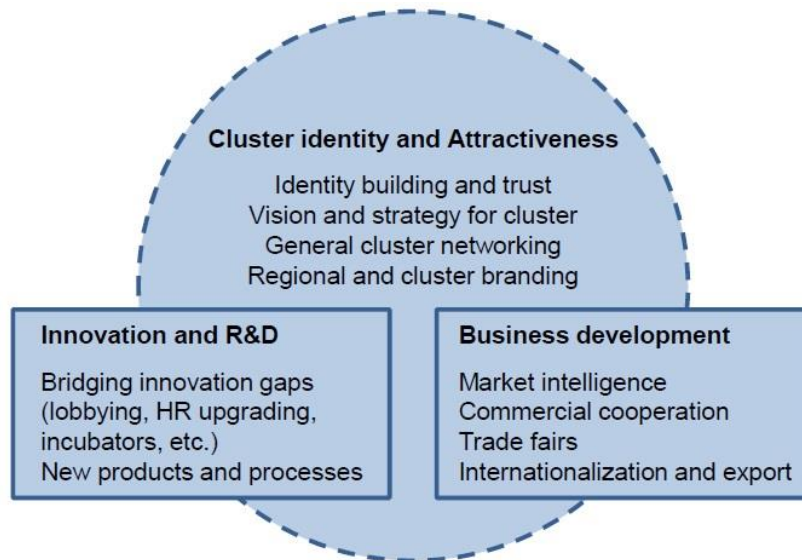 Cluster identity and Attractiveness
Identity building and trust
Vision and strategy for cluster
General cluster networking
Regional and cluster branding
Innovation and R&D
Bridging innovation gaps
(lobbying, HR upgrading,
incubators, etc.)
New products and processes
Business development
Market intelligence
Commercial cooperation
Trade fairs
Internationalization and export